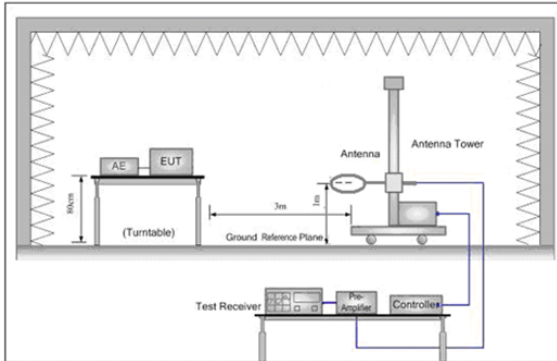 Antenna Tower
Antenna
EUT
AE
80cm
1m
3m
(Turntable)
Ground Reference Plane
Test Receiver
Pre-
Amplifier
Controller